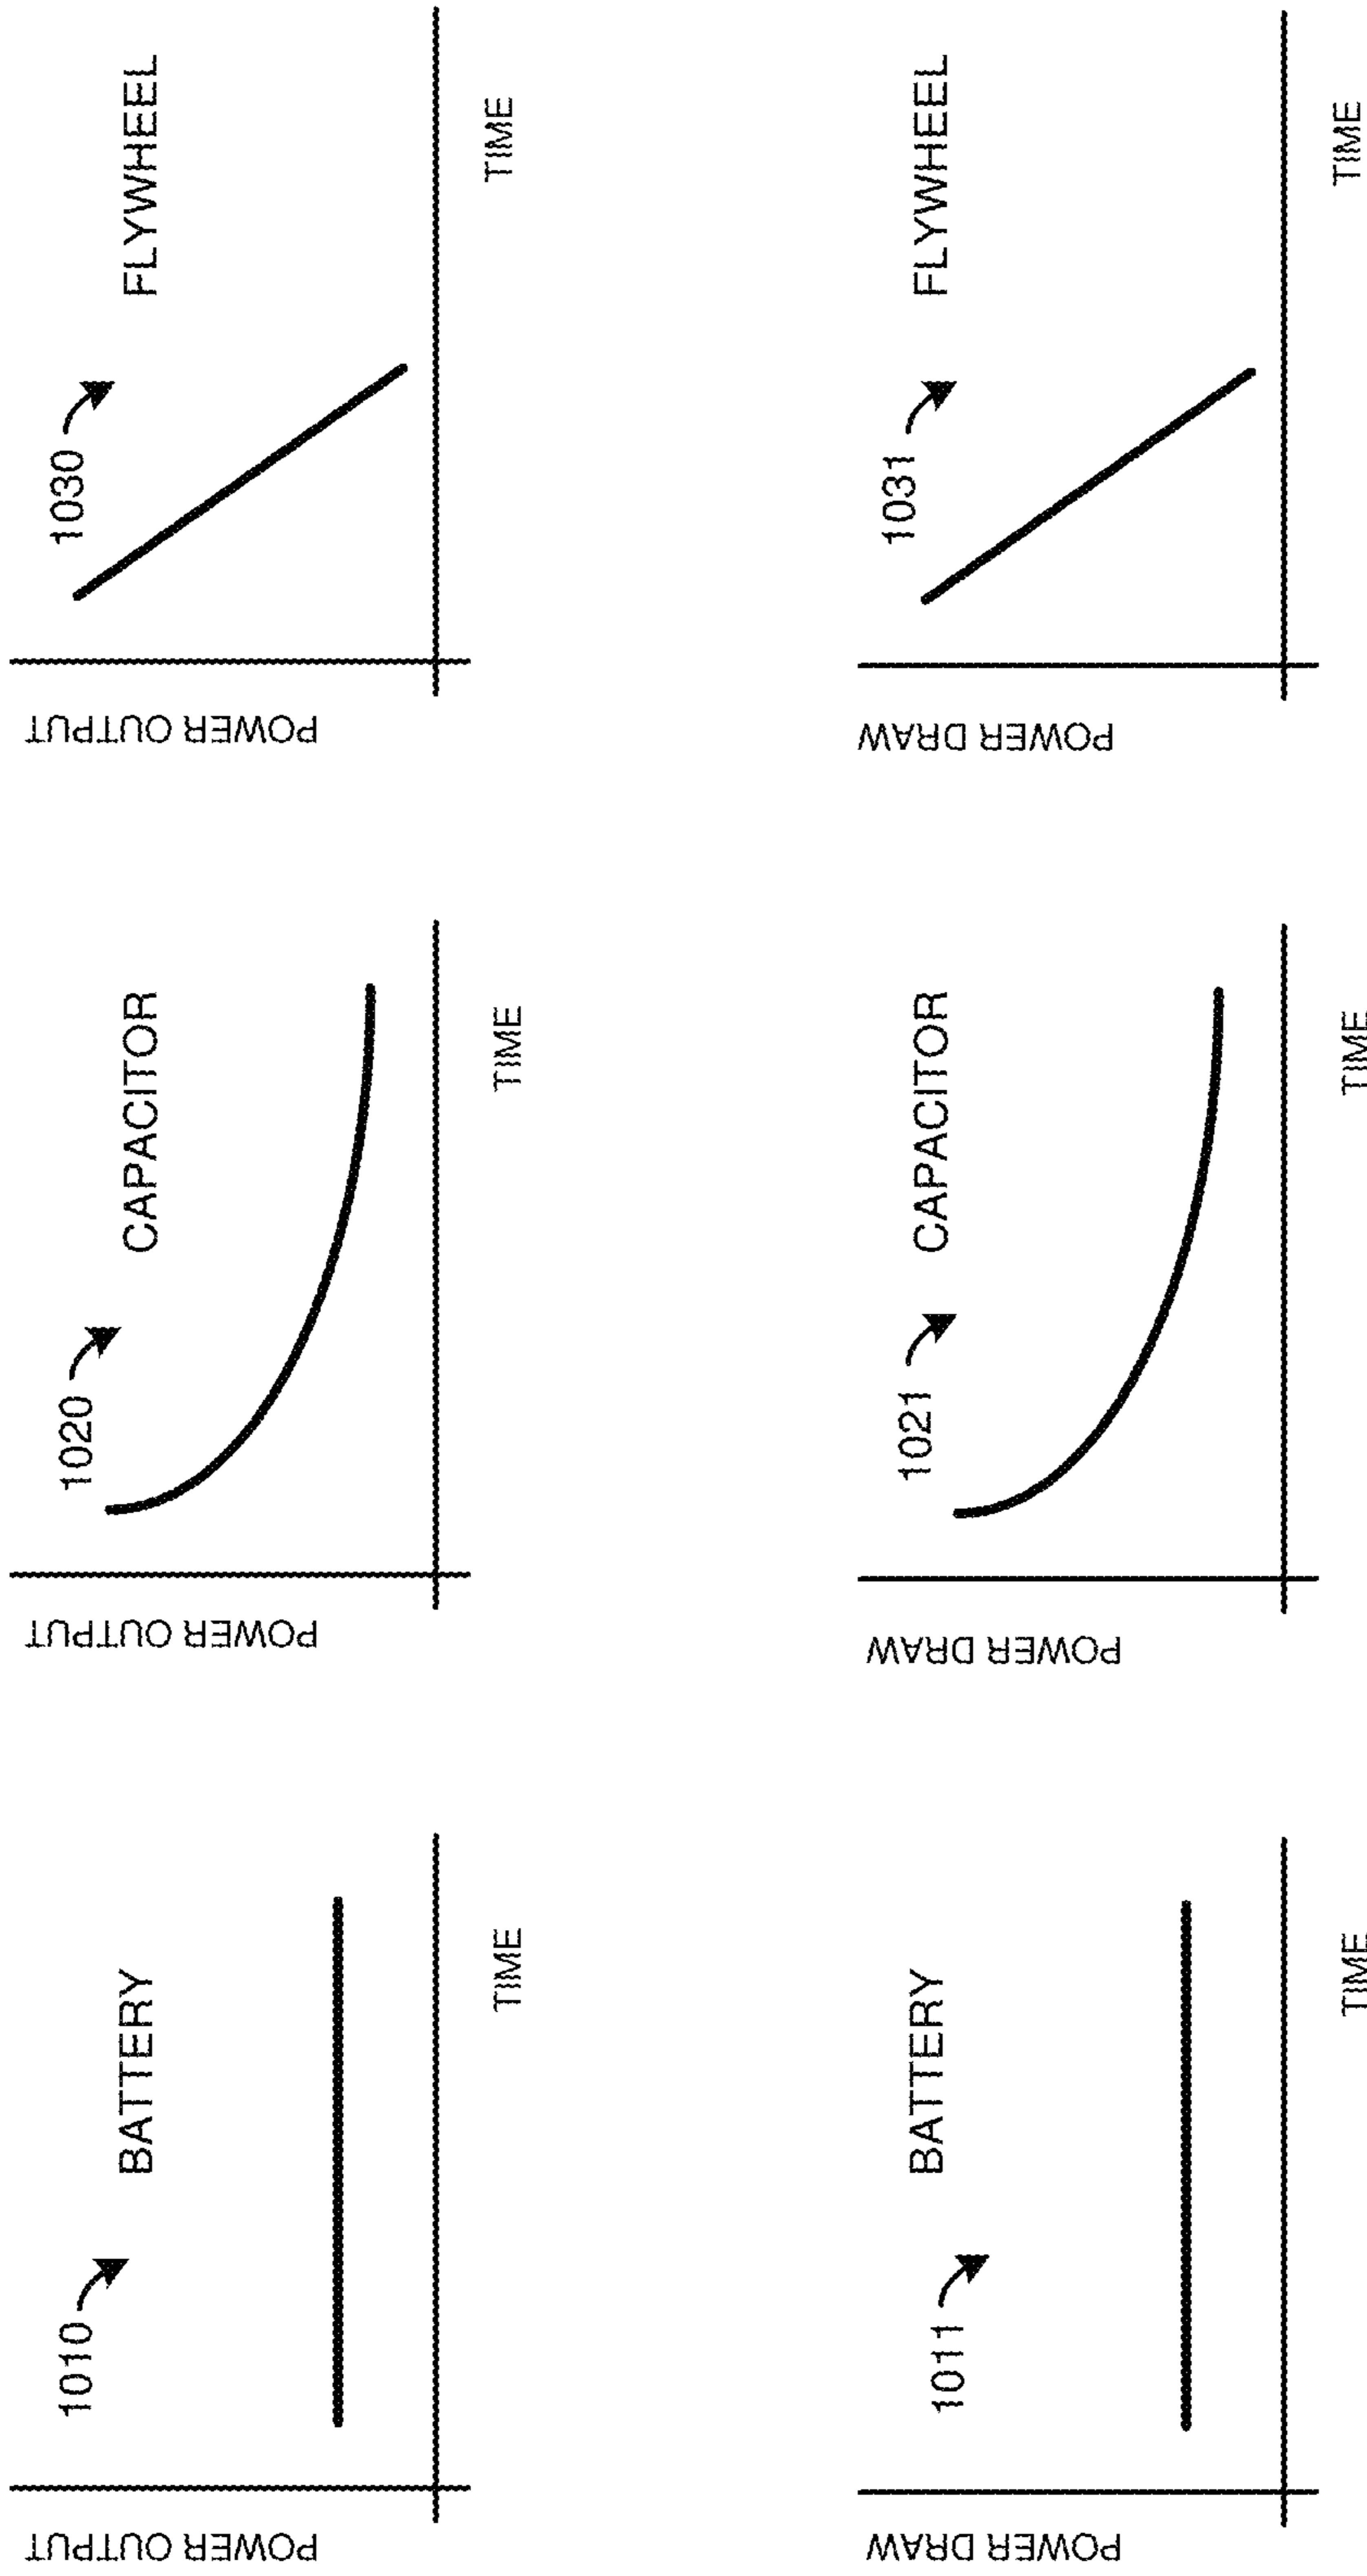 POWER OUTPUT
1010
BATTERY
TIME
POWER OUTPUT
1020
CAPACITOR
TIME
POWER OUTPUT
1030
FLYWHEEL
TIME
POWER DRAW
1011
BATTERY
TIME
POWER DRAW
1021
CAPACITOR
TIME
POWER DRAW
1031
FLYWHEEL
TIME